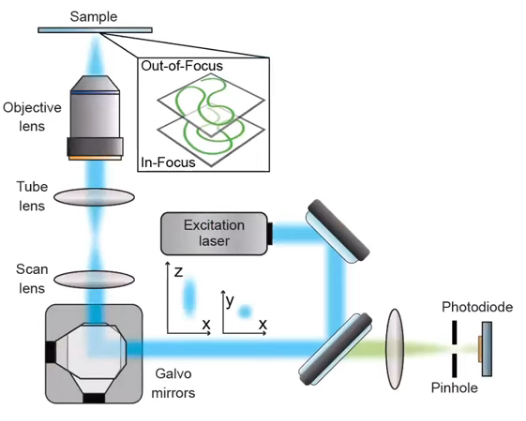 Sample
Out-of-Focus
In-Focus
Objective
lens
Tube
lens
Scan
lens
Excitation
laser
z
x
y
x
Galvo
mirrors
Photodiode
Pinhole